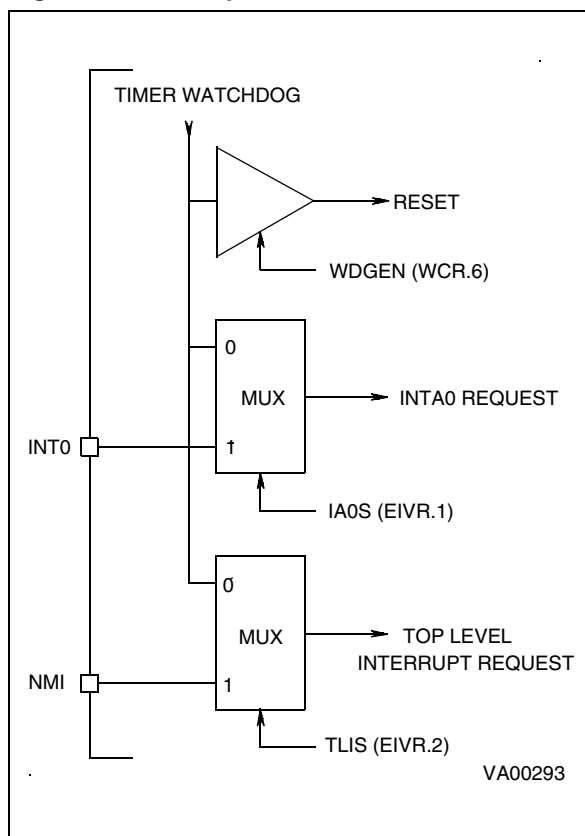 TIMER WATCHDOG
RESET
WDGEN (WCR.6)
0
MUX
INTA0 REQUEST
INT0
1
IA0S (EIVR.1)
0
MUX
TOP LEVEL
INTERRUPT REQUEST
NMI
1
TLIS (EIVR.2)
VA00293